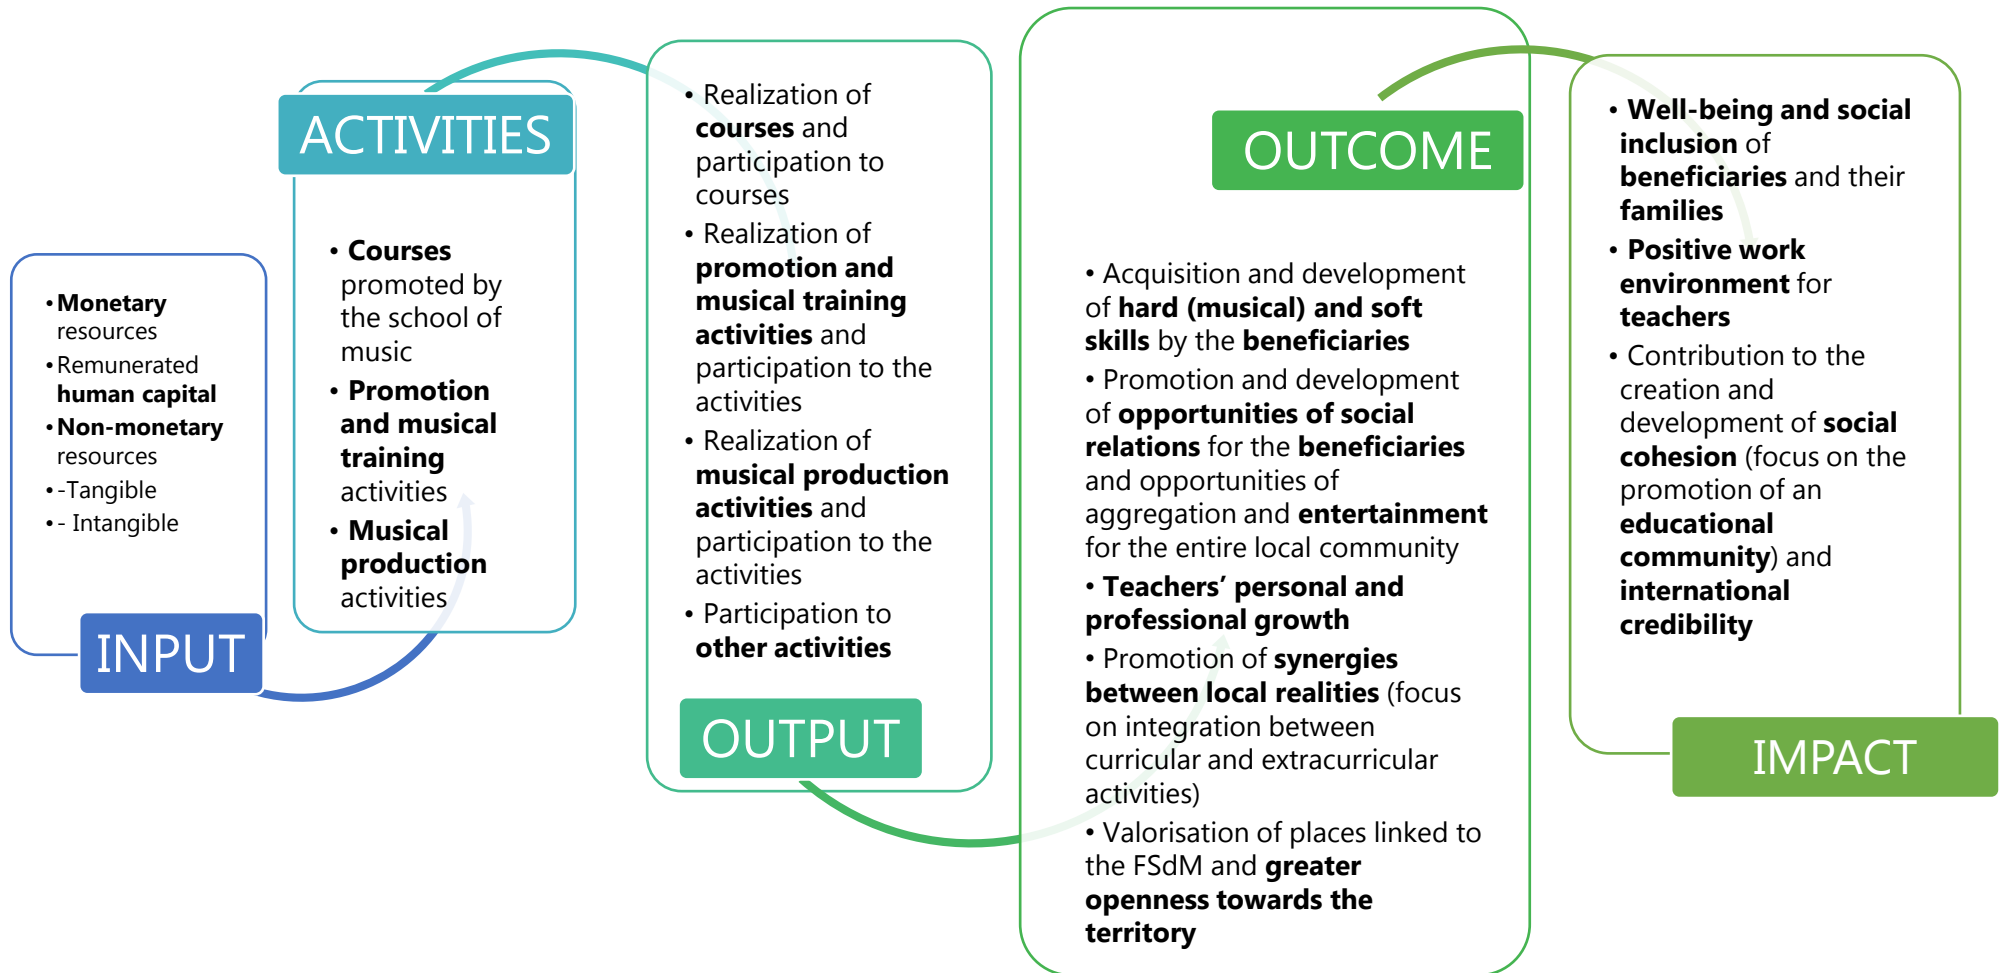 • Monetary
resources
• Remunerated
human capital
• Non-monetary
resources
• -Tangible
• - Intangible
INPUT
ACTIVITIES
• Courses
promoted by
the school of
music
• Promotion
and musical
training
activities
• Musical
production
activities
• Realization of
courses and
participation to
courses
• Realization of
promotion and
musical training
activities and
participation to the
activities
• Realization of
musical production
activities and
participation to the
activities
• Participation to
other activities
OUTPUT
OUTCOME
• Acquisition and development
of hard (musical) and soft
skills by the beneficiaries
• Promotion and development
of opportunities of social
relations for the beneficiaries
and opportunities of
aggregation and entertainment
for the entire local community
• Teachers’ personal and
professional growth
• Promotion of synergies
between local realities (focus
on integration between
curricular and extracurricular
activities)
• Valorisation of places linked to
the FSdM and greater
openness towards the
territory
• Well-being and social
inclusion of
beneficiaries and their
families
• Positive work
environment for
teachers
• Contribution to the
creation and
development of social
cohesion (focus on the
promotion of an
educational
community) and
international
credibility
IMPACT